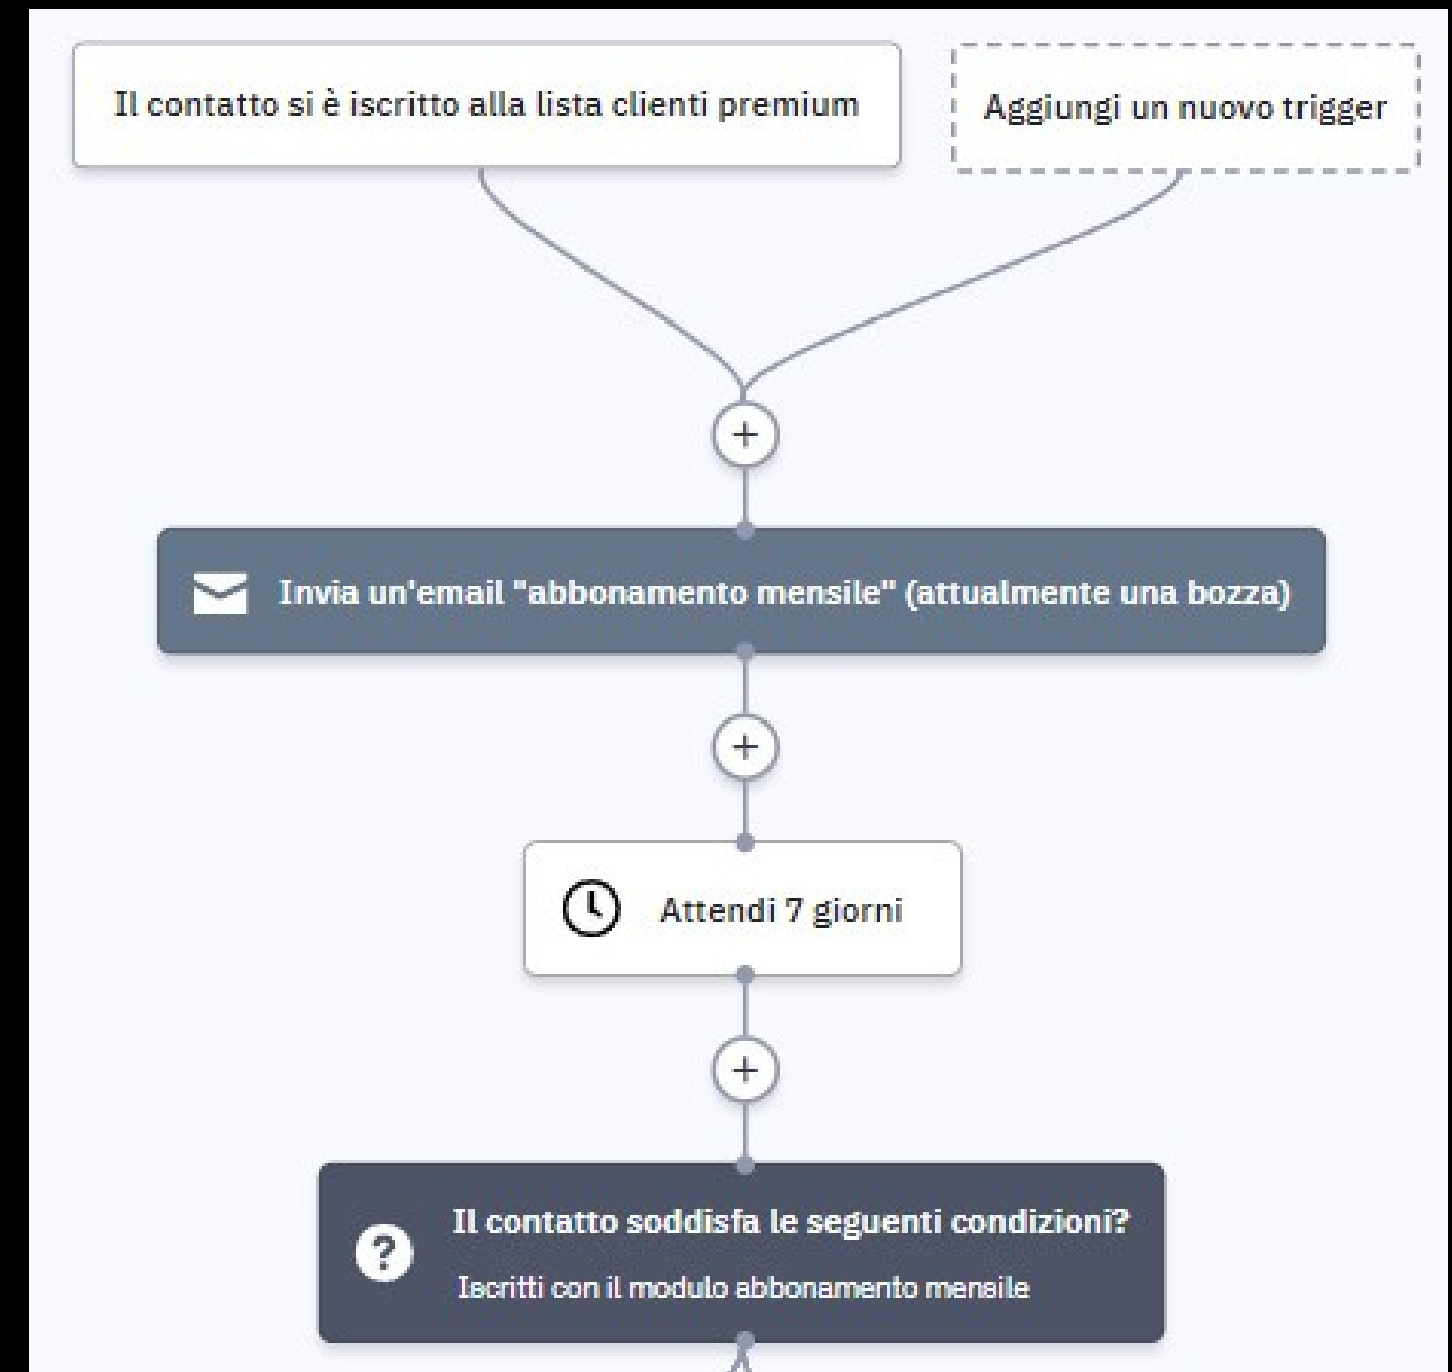 Il contatto si è iscritto alla lista clienti premium
Aggiungi un nuovo trigger
+
Invia un'email "abbonamento mensile" (attualmente una bozza)
+
Attendi 7 giorni
+
?
Il contatto soddisfa le seguenti condizioni?
Iscritti con il modulo abbonamento mensile